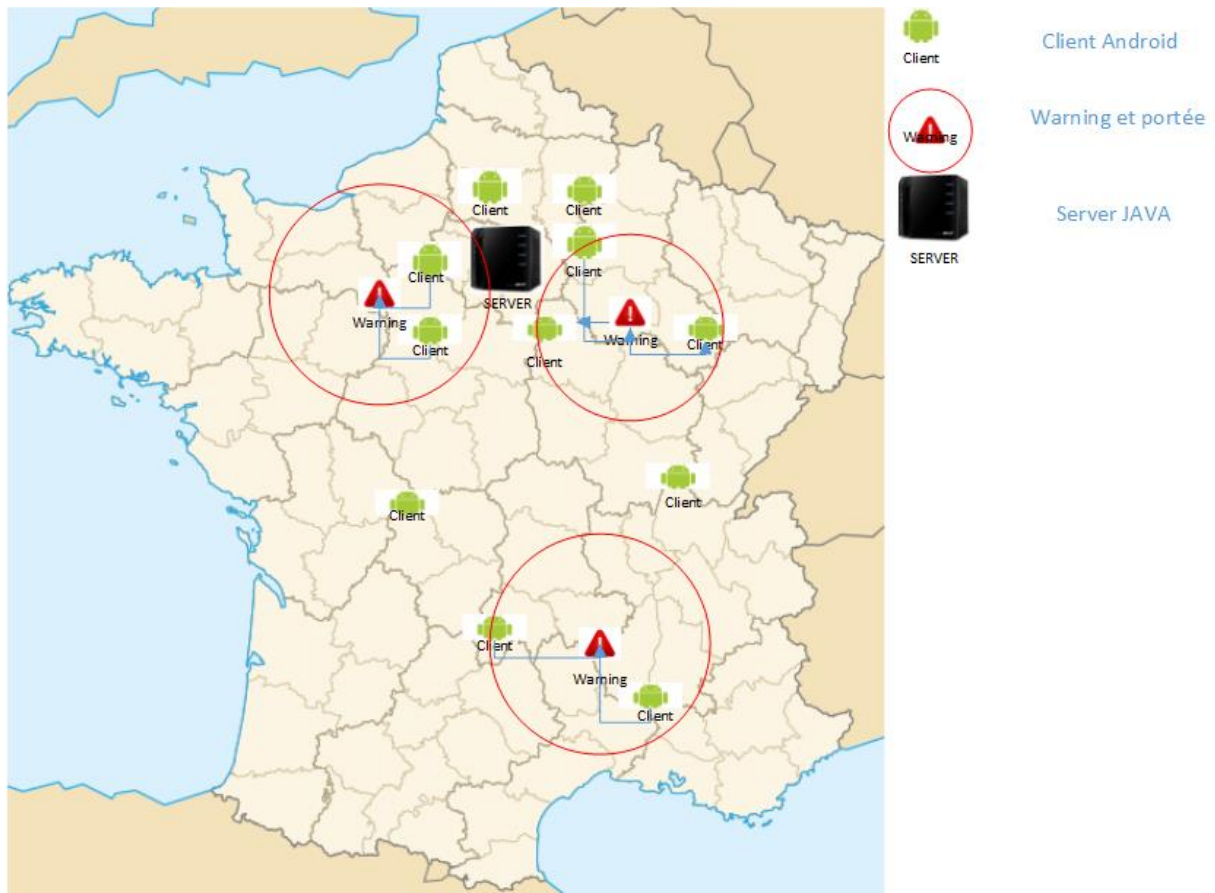 Client
Client Android
Warning
Warning et portée
SERVER
Server JAVA
Client
Client
Client
Client
SERVER
Warning
Warning
Client
Client
Client
Client
Client
Client
Warning
Client